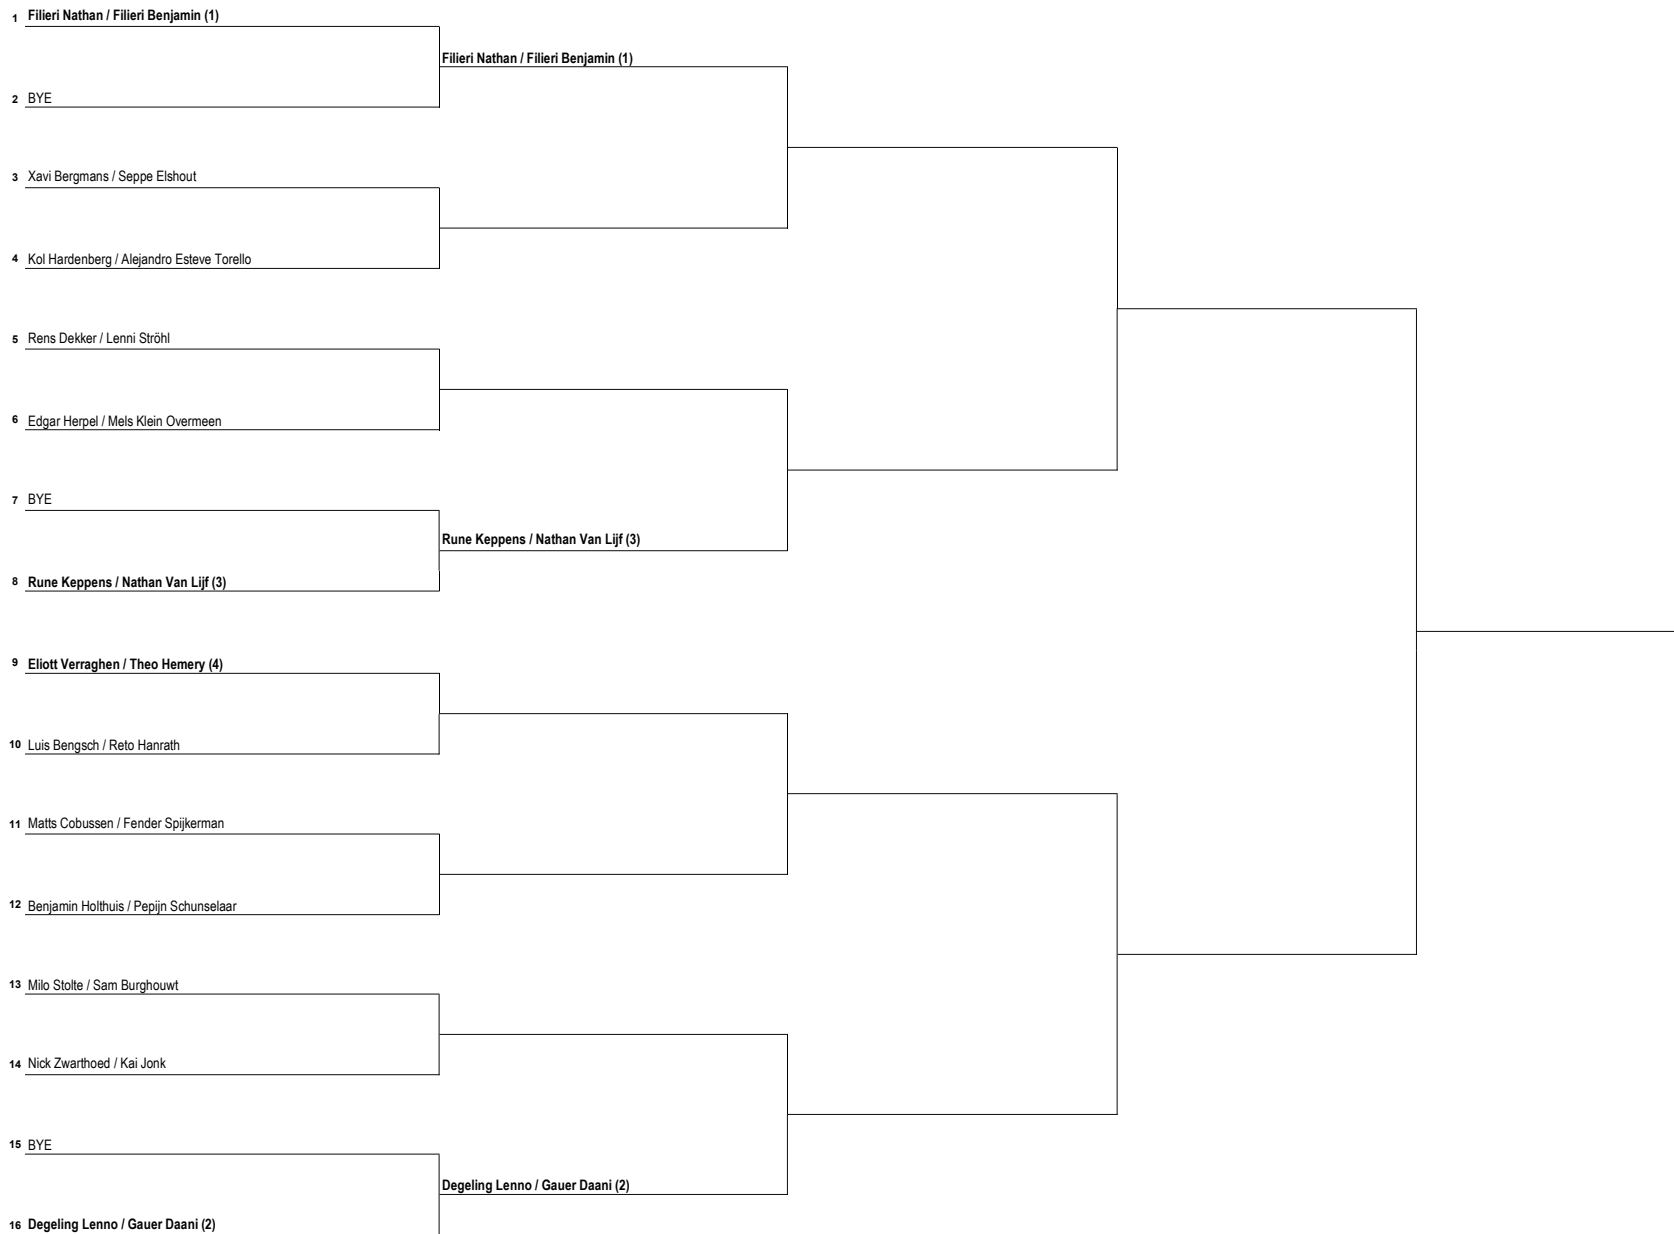 1 Filieri Nathan / Filieri Benjamin (1)
Filieri Nathan / Filieri Benjamin (1)
2 BYE
3 Xavi Bergmans / Seppe Elshout
4 Kol Hardenberg / Alejandro Esteve Torello
5 Rens Dekker / Lenni Ströhl
6 Edgar Herpel / Mels Klein Overmeen
7 BYE
Rune Keppens / Nathan Van Lijf (3)
8 Rune Keppens / Nathan Van Lijf (3)
9 Eliott Verraghen / Theo Hemery (4)
10 Luis Bengsch / Reto Hanrath
11 Matts Cobussen / Fender Spijkerman
12 Benjamin Holthuis / Pepijn Schunselaar
13 Milo Stolte / Sam Burghouwt
14 Nick Zwarthoed / Kai Jonk
15 BYE
Degeling Lenno / Gauer Daani (2)
16 Degeling Lenno / Gauer Daani (2)